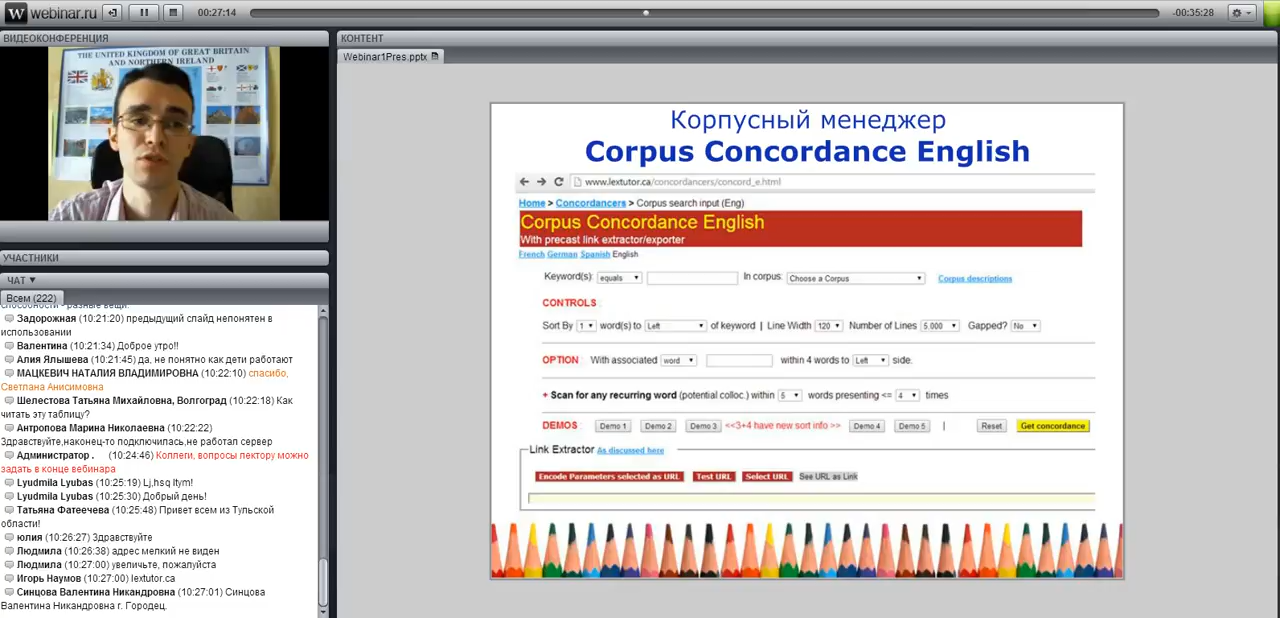 W webinar.ru 00:27:14 -00:35:28
ВИДЕОКОНФЕРЕНЦИЯ
THE UNITED KINGDOM OF GREAT BRITAIN
AND NORTHERN IRELAND
УЧАСТНИКИ
ЧАТ
Всем (222)
способности - разные вещи.
Задорожная (10:21:20) предыдущий слайд непонятен в
использовании
Валентина (10:21:34) Доброе утро!!
Алия Ялышева (10:21:45) да, не понятно как дети работают
МАЦКЕВИЧ НАТАЛИЯ ВЛАДИМИРОВНА (10:22:10) спасибо,
Светлана Анисимовна
Шелестова Татьяна Михайловна, Волгоград (10:22:18) Как
читать эту таблицу?
Антропова Марина Николаевна (10:22:22)
Здравствуйте,наконец-то подключилась,не работал сервер
Администратор . (10:24:46) Коллеги, вопросы лектору можно
задать в конце вебинара
Lyudmila Lyubas (10:25:19) Lj,hsq ltym!
Lyudmila Lyubas (10:25:30) Добрый день!
Татьяна Фатеечева (10:25:48) Привет всем из Тульской
области!
юлия (10:26:27) Здравствуйте
Людмила (10:26:38) адрес мелкий не виден
Людмила (10:27:00) увеличьте, пожалуйста
Игорь Наумов (10:27:00) lextutor.ca
Синцова Валентина Никандровна (10:27:01) Синцова
Валентина Никандровна г. Городец.
КОНТЕНТ
Webinar1Pres.pptx
Корпусный менеджер
Corpus Concordance English
www.lextutor.ca/concordancers/concord_e.html
Home > Concordancers > Corpus search input (Eng)
Corpus Concordance English
With precast link extractor/exporter
French German Spanish English
Keyword(s): equals In corpus: Choose a Corpus Corpus descriptions
CONTROLS
Sort By 1 word(s) to Left of keyword | Line Width 120 Number of Lines 5.000 Gapped? No
OPTION With associated word within 4 words to Left side.
+ Scan for any recurring word (potential colloc.) within 5 words presenting <= 4 times
DEMOS Demo 1 Demo 2 Demo 3 <<3+4 have new sort info >> Demo 4 Demo 5 | Reset Get concordance
Link Extractor As discussed here
Encode Parameters selected as URL Test URL Select URL See URL as Link